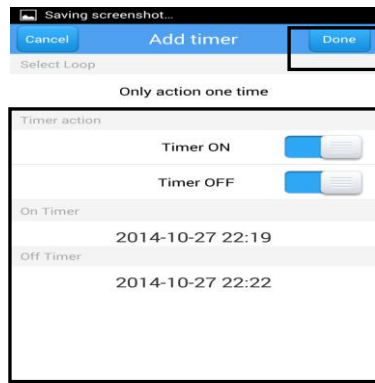 Saving screenshot...
Cancel Add timer Done
Select Loop
Only action one time
Timer action
Timer ON
Timer OFF
On Timer
2014-10-27 22:19
Off Timer
2014-10-27 22:22